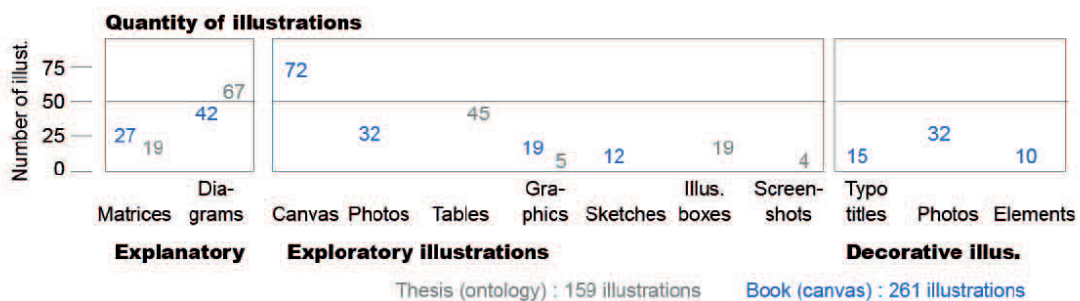 Quantity of illustrations
Number of illust.
75
50
25
0
27
19
42
67
72
32
45
19
5
12
19
4
15
32
10
Matrices
Dia-
grams
Canvas
Photos
Tables
Gra-
phics
Sketches
Illus.
boxes
Screen-
shots
Typo
titles
Photos
Elements
Explanatory
Exploratory illustrations
Decorative illus.
Thesis (ontology) : 159 illustrations
Book (canvas) : 261 illustrations